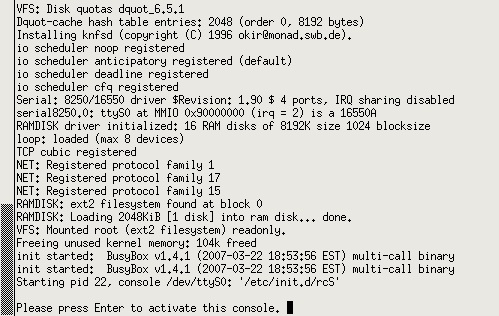 VFS: Disk quotas dquot_6.5.1
Dquot-cache hash table entries: 2048 (order 0, 8192 bytes)
Installing knfsd (copyright (C) 1996 okir@monad.swb.de).
io scheduler noop registered
io scheduler anticipatory registered (default)
io scheduler deadline registered
io scheduler cfq registered
Serial: 8250/16550 driver $Revision: 1.90 $ 4 ports, IRQ sharing disabled
serial8250.0: ttyS0 at MMIO 0x90000000 (irq = 2) is a 16550A
RAMDISK driver initialized: 16 RAM disks of 8192K size 1024 blocksize
loop: loaded (max 8 devices)
TCP cubic registered
NET: Registered protocol family 1
NET: Registered protocol family 17
NET: Registered protocol family 15
RAMDISK: ext2 filesystem found at block 0
RAMDISK: Loading 2048KiB [1 disk] into ram disk... done.
VFS: Mounted root (ext2 filesystem) readonly.
Freeing unused kernel memory: 104k freed
init started:  BusyBox v1.4.1 (2007-03-22 18:53:56 EST) multi-call binary
init started:  BusyBox v1.4.1 (2007-03-22 18:53:56 EST) multi-call binary
Starting pid 22, console /dev/ttyS0: '/etc/init.d/rcS'
Please press Enter to activate this console.